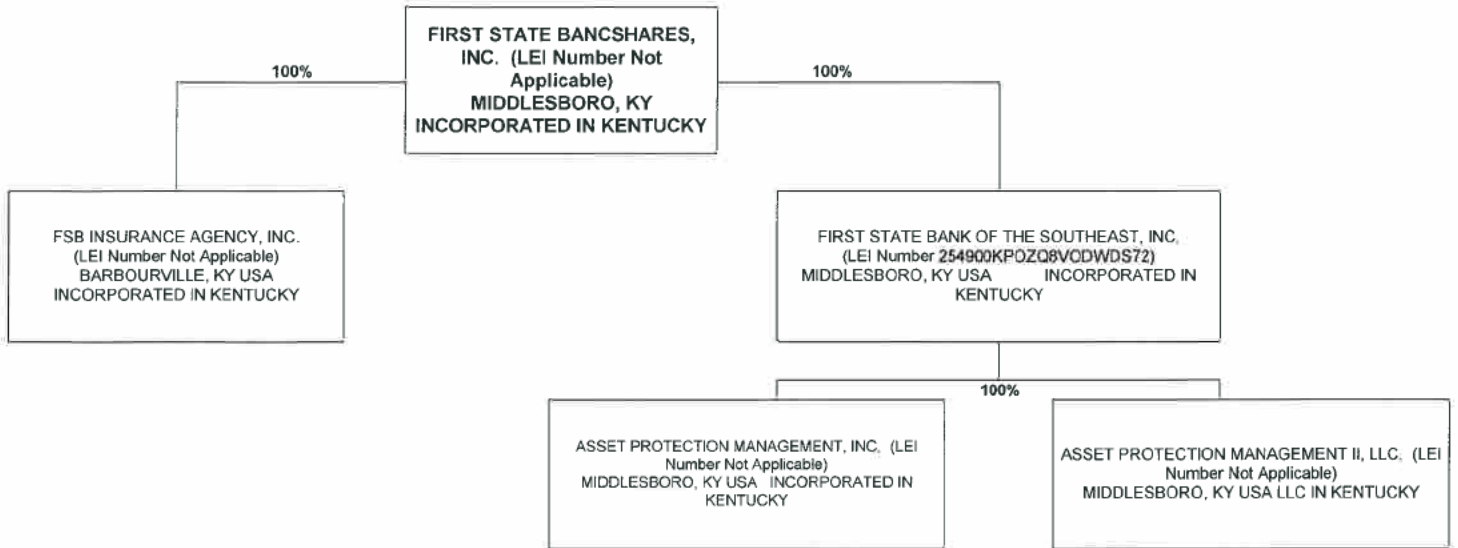 FIRST STATE BANCSHARES,
INC. (LEI Number Not
Applicable)
MIDDLESBORO, KY
INCORPORATED IN KENTUCKY
100%
100%
FSB INSURANCE AGENCY, INC.
(LEI Number Not Applicable)
BARBOURVILLE, KY USA
INCORPORATED IN KENTUCKY
FIRST STATE BANK OF THE SOUTHEAST, INC,
(LEI Number 254900KPOZQ8VODWDS72)
MIDDLESBORO, KY USA INCORPORATED IN
KENTUCKY
100%
ASSET PROTECTION MANAGEMENT, INC, (LEI
Number Not Applicable)
MIDDLESBORO, KY USA INCORPORATED IN
KENTUCKY
ASSET PROTECTION MANAGEMENT II, LLC, (LEI
Number Not Applicable)
MIDDLESBORO, KY USA LLC IN KENTUCKY